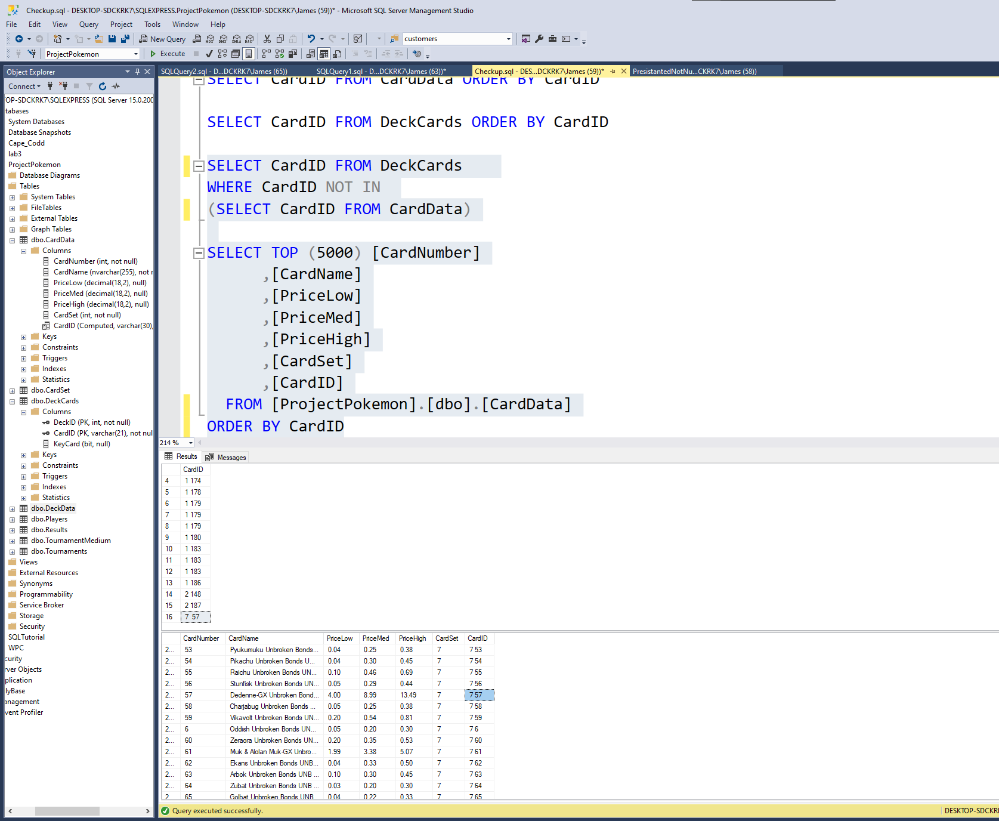 Checkup.sql - DESKTOP-SDCKRK7\SQLEXPRESS.ProjectPokemon (DESKTOP-SDCKRK7\James (59))* - Microsoft SQL Server Management Studio
File Edit View Query Project Tools Window Help
New Query MDX DMX XMLA DAX customers
ProjectPokemon Execute
Object Explorer
SQLQuery2.sql - D...DCKRK7\James (65)) SQLQuery1.sql - D...DCKRK7\James (63))* Checkup.sql - DES...DCKRK7\James (59))* PresistantedNotNu...CKRK7\James (58))
Connect
OP-SDCKRK7\SQLEXPRESS (SQL Server 15.0.200
tabases
System Databases
Database Snapshots
Cape_Codd
lab3
ProjectPokemon
Database Diagrams
Tables
System Tables
FileTables
External Tables
Graph Tables
dbo.CardData
Columns
CardNumber (int, not null)
CardName (nvarchar(255), not r
PriceLow (decimal(18,2), null)
PriceMed (decimal(18,2), null)
PriceHigh (decimal(18,2), null)
CardSet (int, not null)
CardID (Computed, varchar(30),
Keys
Constraints
Triggers
Indexes
Statistics
dbo.CardSet
dbo.DeckCards
Columns
DeckID (PK, int, not null)
CardID (PK, varchar(21), not nul
KeyCard (bit, null)
Keys
Constraints
Triggers
Indexes
Statistics
dbo.DeckData
dbo.Players
dbo.Results
dbo.TournamentMedium
dbo.Tournaments
Views
External Resources
Synonyms
Programmability
Service Broker
Storage
Security
SQLTutorial
WPC
curity
rver Objects
plication
lyBase
anagement
vent Profiler
SELECT CardID FROM CardData ORDER BY CardID
SELECT CardID FROM DeckCards ORDER BY CardID
SELECT CardID FROM DeckCards
WHERE CardID NOT IN
(SELECT CardID FROM CardData)
SELECT TOP (5000) [CardNumber]
,[CardName]
,[PriceLow]
,[PriceMed]
,[PriceHigh]
,[CardSet]
,[CardID]
FROM [ProjectPokemon].[dbo].[CardData]
ORDER BY CardID
214 %
Results Messages
CardID
4 1 174
5 1 178
6 1 179
7 1 179
8 1 179
9 1 180
10 1 183
11 1 183
12 1 183
13 1 186
14 2 148
15 2 187
16 7  57
CardNumber CardName PriceLow PriceMed PriceHigh CardSet CardID
2... 53 Pyukumuku Unbroken Bonds... 0.04 0.25 0.38 7 7 53
2... 54 Pikachu Unbroken Bonds U... 0.04 0.30 0.45 7 7 54
2... 55 Raichu Unbroken Bonds UN... 0.10 0.46 0.69 7 7 55
2... 56 Stunfisk Unbroken Bonds UN... 0.05 0.29 0.44 7 7 56
2... 57 Dedenne-GX Unbroken Bond... 4.00 8.99 13.49 7 7 57
2... 58 Charjabug Unbroken Bonds ... 0.05 0.25 0.38 7 7 58
2... 59 Vikavolt Unbroken Bonds UN... 0.20 0.54 0.81 7 7 59
2... 6 Oddish Unbroken Bonds UN... 0.05 0.20 0.30 7 7 6
2... 60 Zeraora Unbroken Bonds UN... 0.20 0.35 0.53 7 7 60
2... 61 Muk & Alolan Muk-GX Unbro... 1.99 3.38 5.07 7 7 61
2... 62 Ekans Unbroken Bonds UNB... 0.04 0.33 0.50 7 7 62
2... 63 Arbok Unbroken Bonds UNB ... 0.10 0.30 0.45 7 7 63
2... 64 Zubat Unbroken Bonds UNB ... 0.03 0.20 0.30 7 7 64
2 65 Golbat Unbroken Bonds UNB 0.04 0.22 0.33 7 7 65
Query executed successfully. DESKTOP-SDCKR